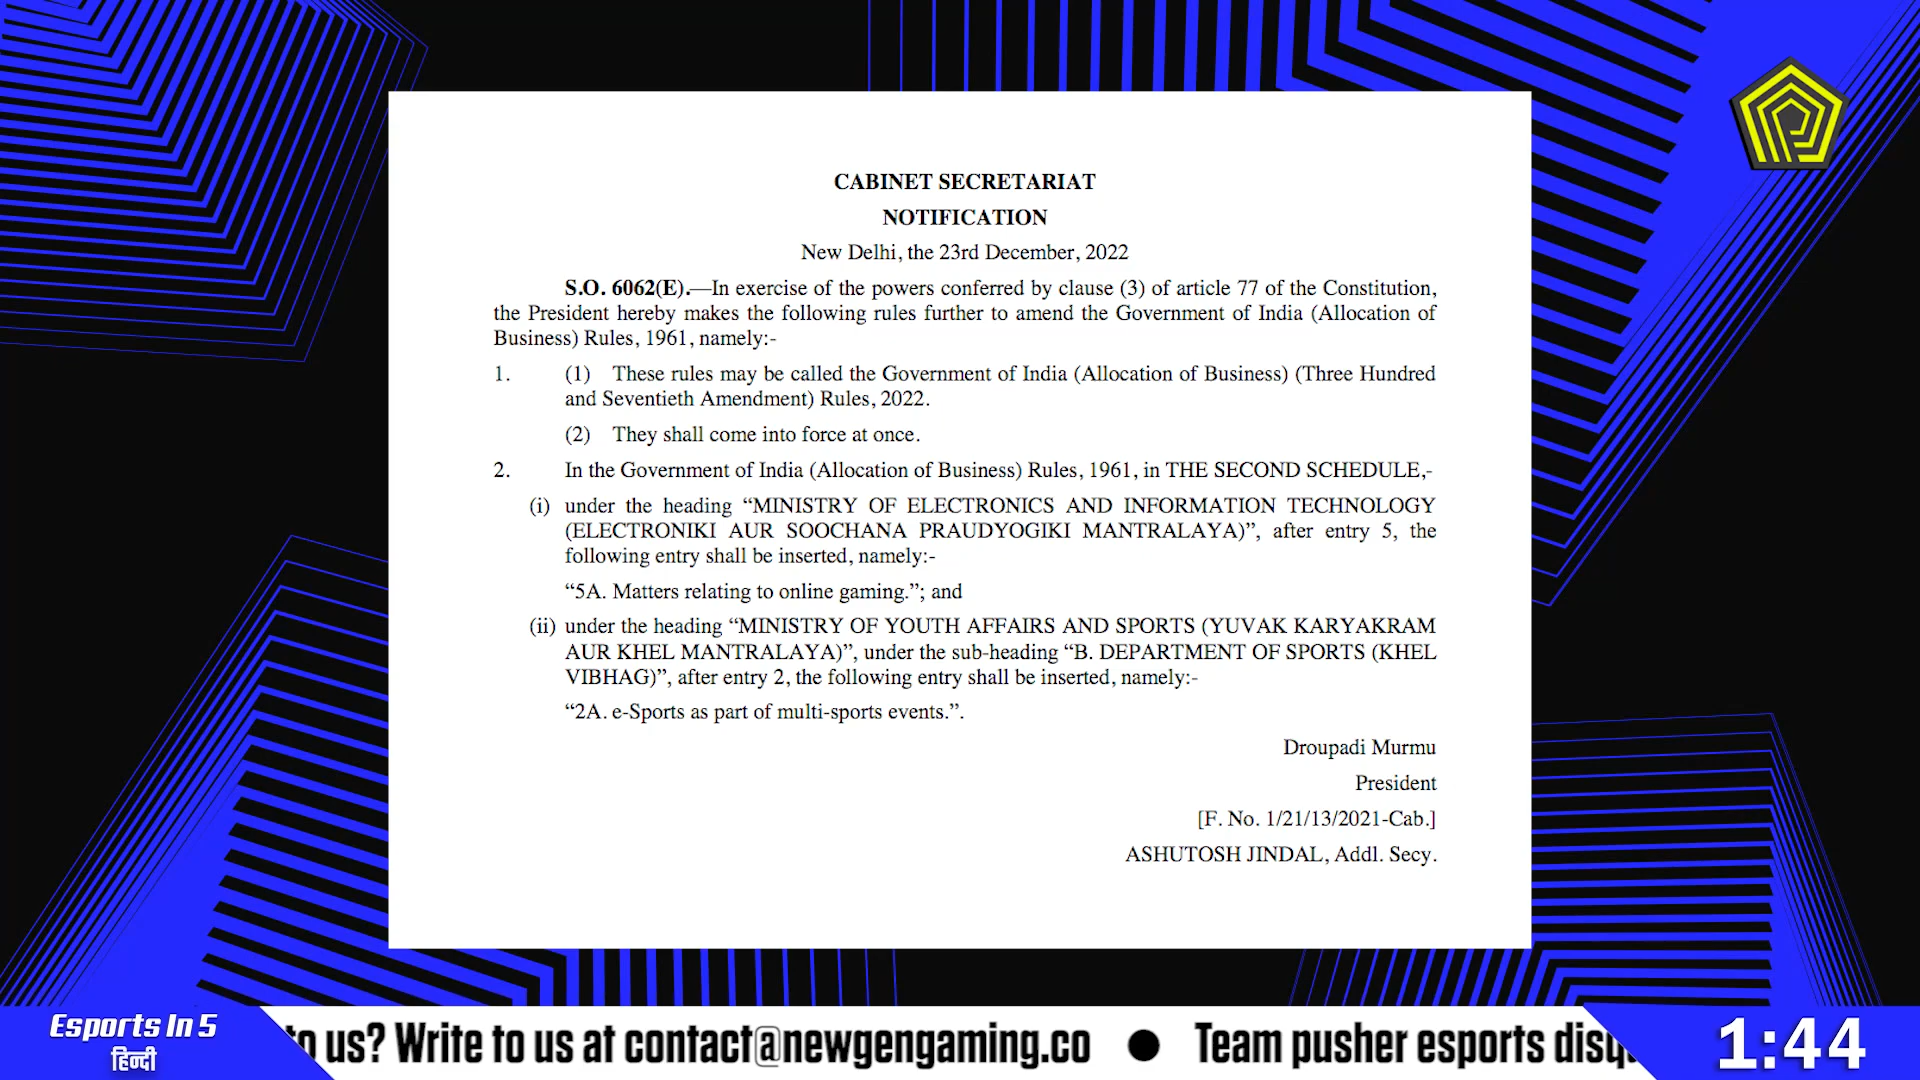 CABINET SECRETARIAT
NOTIFICATION
New Delhi, the 23rd December, 2022
S.O. 6062(E).—In exercise of the powers conferred by clause (3) of article 77 of the Constitution,
the President hereby makes the following rules further to amend the Government of India (Allocation of
Business) Rules, 1961, namely:-
1. (1) These rules may be called the Government of India (Allocation of Business) (Three Hundred
and Seventieth Amendment) Rules, 2022.
(2) They shall come into force at once.
2. In the Government of India (Allocation of Business) Rules, 1961, in THE SECOND SCHEDULE,-
(i) under the heading “MINISTRY OF ELECTRONICS AND INFORMATION TECHNOLOGY
(ELECTRONIKI AUR SOOCHANA PRAUDYOGIKI MANTRALAYA)”, after entry 5, the
following entry shall be inserted, namely:-
“5A. Matters relating to online gaming.”; and
(ii) under the heading “MINISTRY OF YOUTH AFFAIRS AND SPORTS (YUVAK KARYAKRAM
AUR KHEL MANTRALAYA)”, under the sub-heading “B. DEPARTMENT OF SPORTS (KHEL
VIBHAG)”, after entry 2, the following entry shall be inserted, namely:-
“2A. e-Sports as part of multi-sports events.”.
Droupadi Murmu
President
[F. No. 1/21/13/2021-Cab.]
ASHUTOSH JINDAL, Addl. Secy.
Esports In 5
हिन्दी
us? Write to us at contact@newgengaming.co ● Team pusher esports
1:44